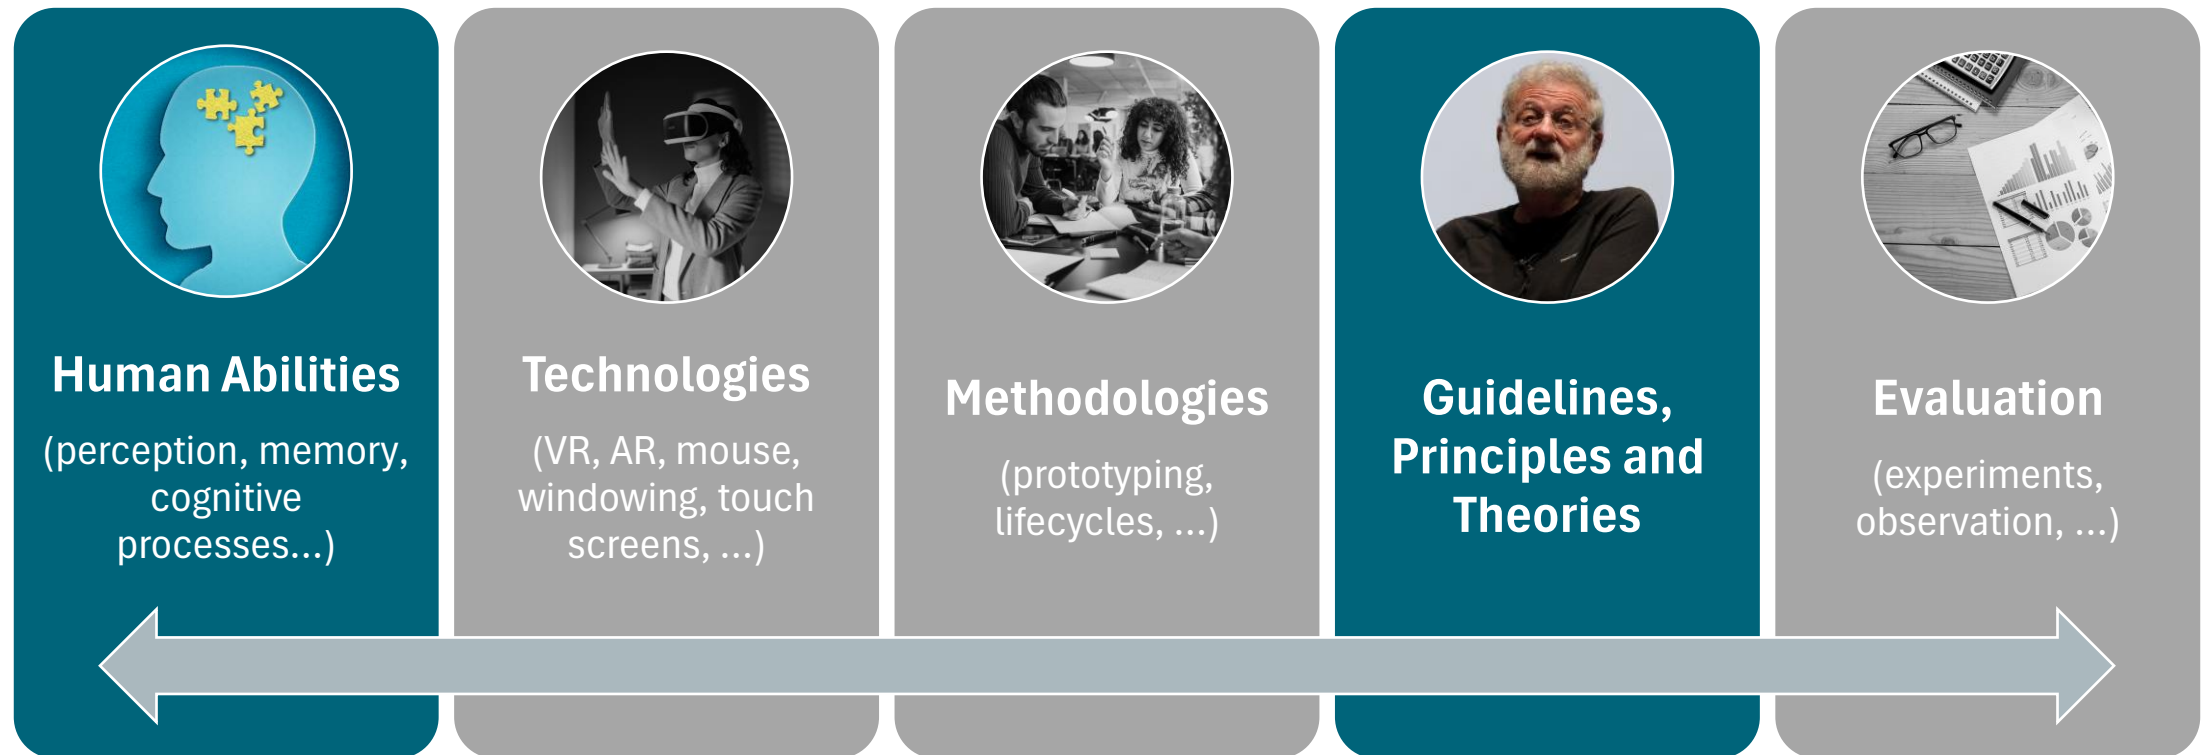 Human Abilities
(perception, memory,
cognitive
processes...)
Technologies
(VR, AR, mouse,
windowing, touch
screens, ...)
Methodologies
(prototyping,
lifecycles, ...)
Guidelines,
Principles and
Theories
Evaluation
(experiments,
observation, ...)